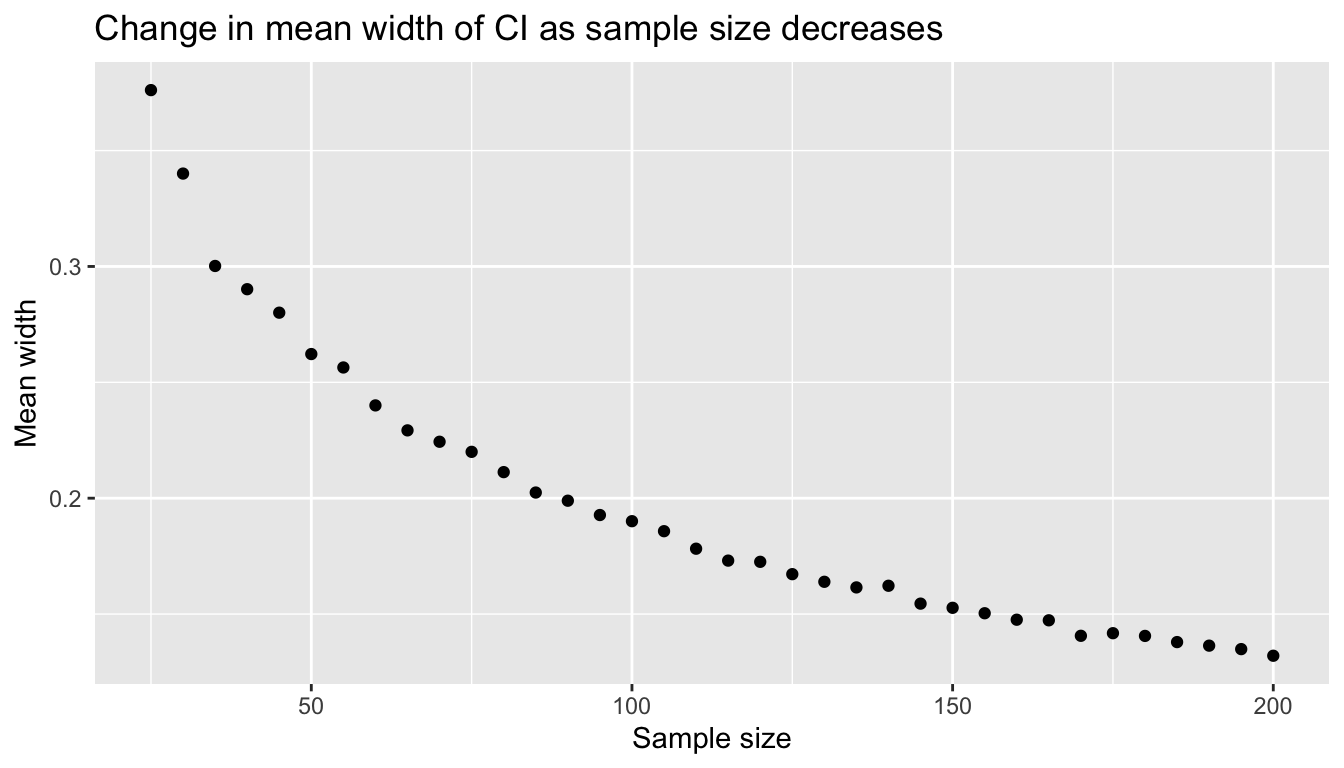 Change in mean width of CI as sample size decreases
Mean width
0.3
0.2
50 100 150 200
Sample size